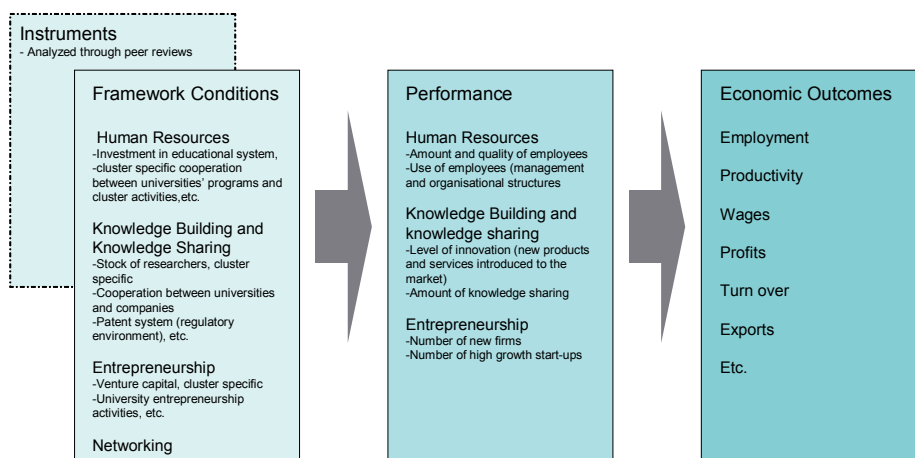 Instruments
- Analyzed through peer reviews
Framework Conditions
Human Resources
-Investment in educational system,
-cluster specific cooperation
between universities' programs and
cluster activities,etc.
Knowledge Building and
Knowledge Sharing
-Stock of researchers, cluster
specific
-Cooperation between universities
and companies
-Patent system (regulatory
environment), etc.
Entrepreneurship
-Venture capital, cluster specific
-University entrepreneurship
activities, etc.
Networking
Performance
Human Resources
-Amount and quality of employees
-Use of employees (management
and organisational structures
Knowledge Building and
knowledge sharing
-Level of innovation (new products
and services introduced to the
market)
-Amount of knowledge sharing
Entrepreneurship
-Number of new firms
-Number of high growth start-ups
Economic Outcomes
Employment
Productivity
Wages
Profits
Turn over
Exports
Etc.